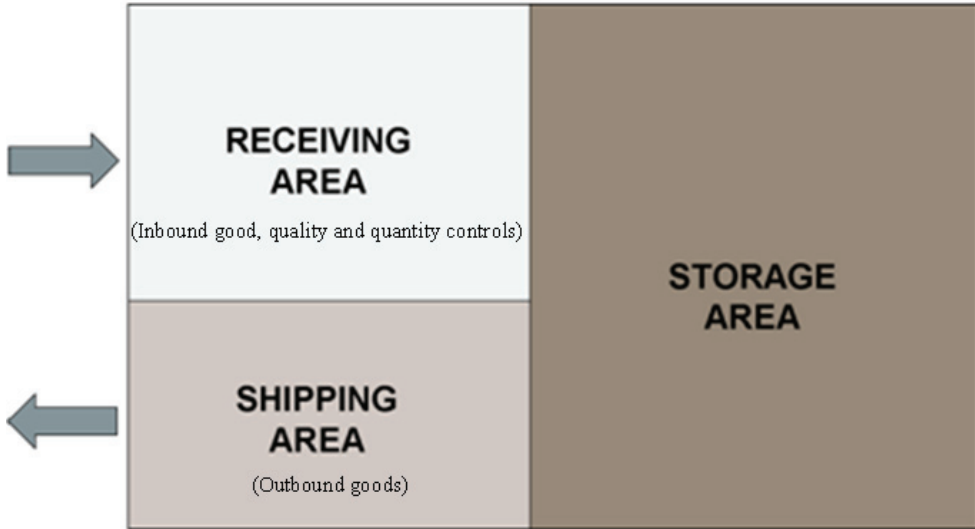 RECEIVING
AREA
(Inbound good, quality and quantity controls)
STORAGE
AREA
SHIPPING
AREA
(Outbound goods)